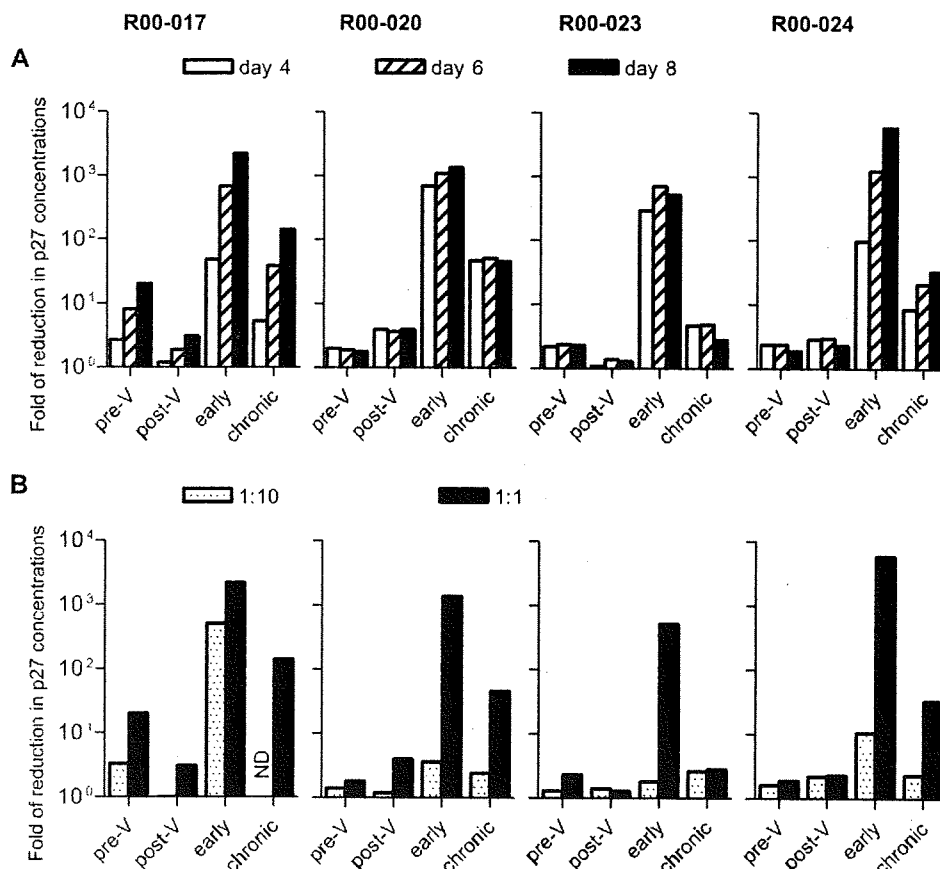 R00-017 R00-020 R00-023 R00-024
A
day 4 day 6 day 8
Fold of reduction in p27 concentrations
10^4
10^3
10^2
10^1
10^0
pre-V post-V early chronic pre-V post-V early chronic pre-V post-V early chronic pre-V post-V early chronic
B
1:10 1:1
Fold of reduction in p27 concentrations
10^4
10^3
10^2
10^1
10^0
ND
pre-V post-V early chronic pre-V post-V early chronic pre-V post-V early chronic pre-V post-V early chronic